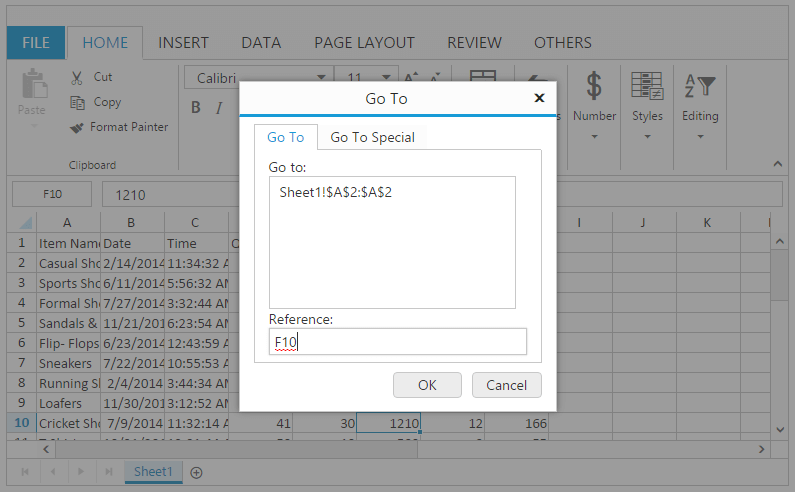 FILE HOME INSERT DATA PAGE LAYOUT REVIEW OTHERS
Paste
Cut
Copy
Format Painter
Clipboard
Calibri 11
B I
Number
Styles
Editing
Go To
Go To Go To Special
Go to:
Sheet1!$A$2:$A$2
Reference:
F10
OK Cancel
F10 1210
A B C I J K
1 Item Name Date Time
2 Casual Sho 2/14/2014 11:34:32 A
3 Sports Sho 6/11/2014 5:56:32 AM
4 Formal Sho 7/27/2014 3:32:44 AM
5 Sandals & 11/21/201 6:23:54 AM
6 Flip- Flops 6/23/2014 12:43:59 A
7 Sneakers 7/22/2014 10:55:53 A
8 Running Sh 2/4/2014 3:44:34 AM
9 Loafers 11/30/201 3:12:52 AM
10 Cricket Sho 7/9/2014 11:32:14 A 41 30 1210 12 166
Sheet1